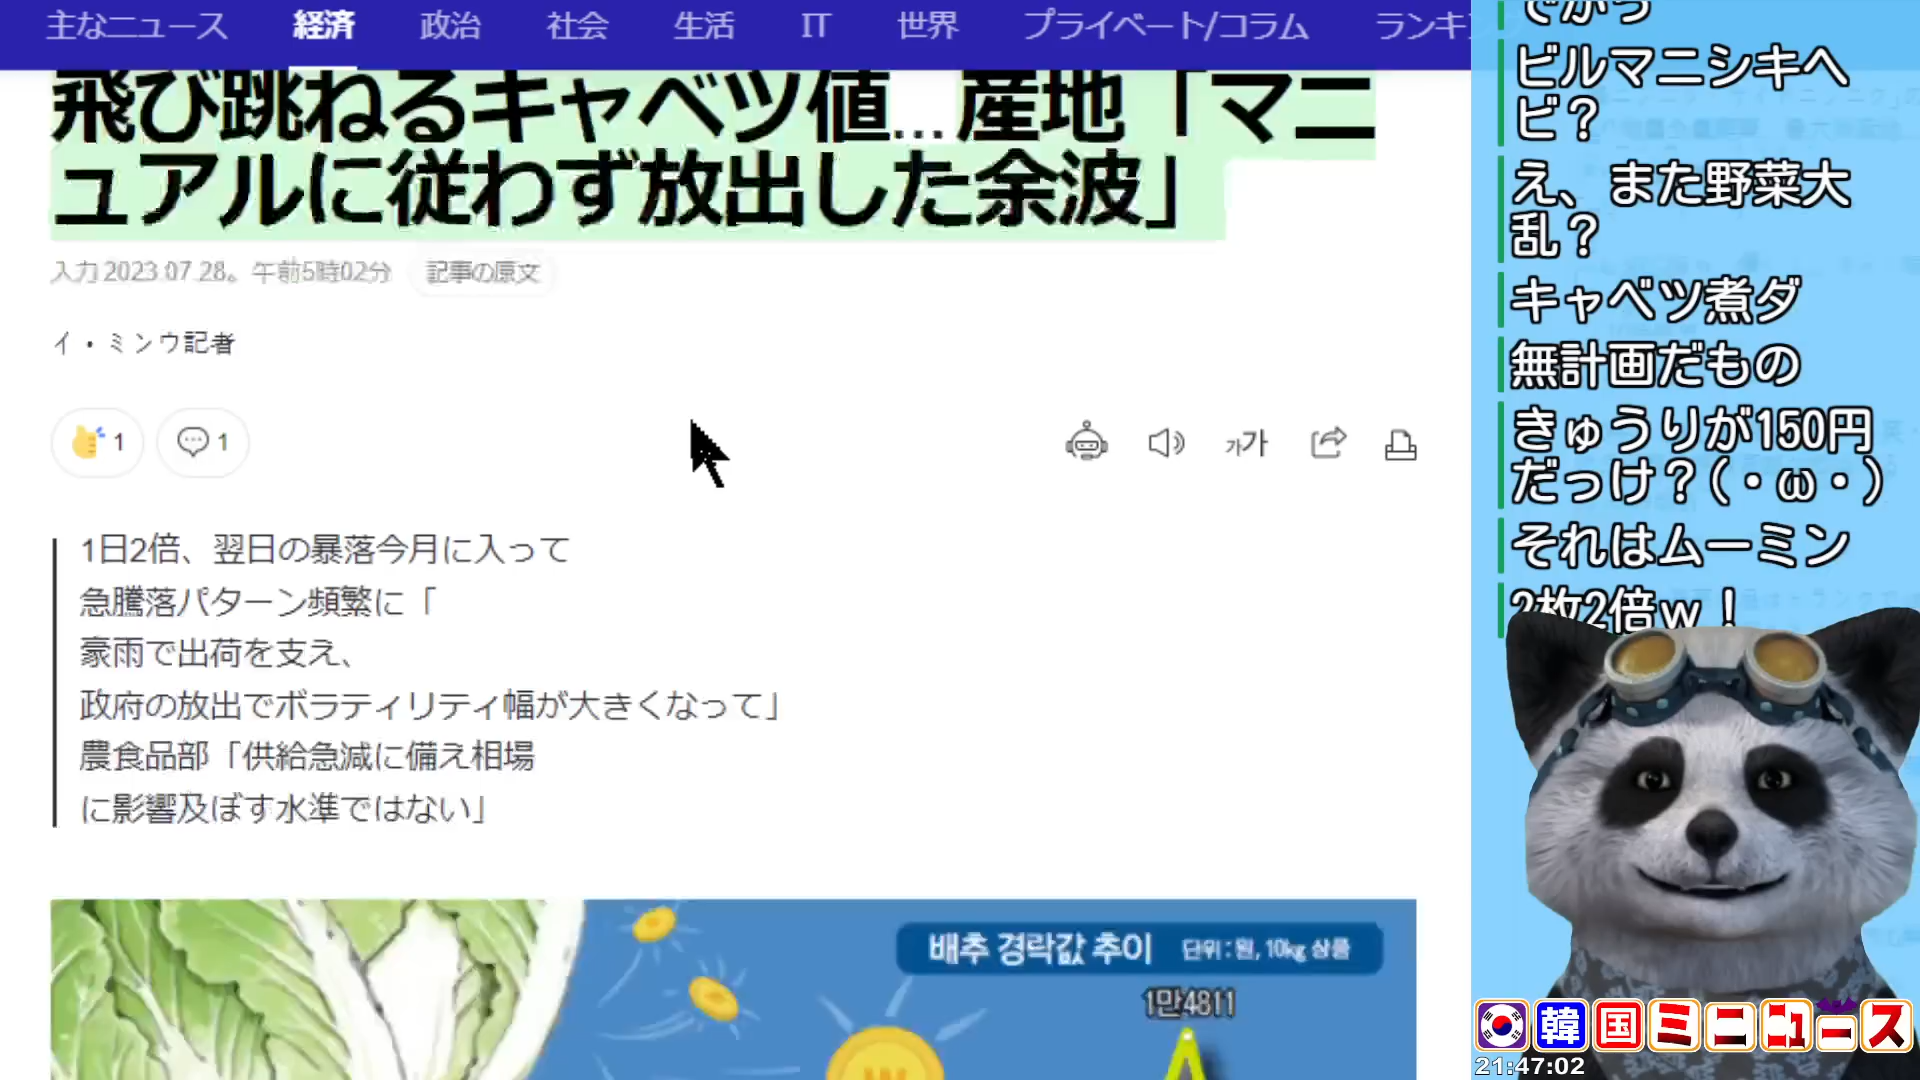 主なニュース 経済 政治 社会 生活 IT 世界 プライベート/コラム ランキ
飛び跳ねるキャベツ値…産地「マニ
ュアルに従わず放出した余波」
入力 2023.07.28。午前5時02分 記事の原文
イ・ミンウ記者
1 1
가가
1日2倍、翌日の暴落今月に入って
急騰落パターン頻繁に「
豪雨で出荷を支え、
政府の放出でボラティリティ幅が大きくなって」
農食品部「供給急減に備え相場
に影響及ぼす水準ではない」
배추 경락값 추이 단위:원, 10kg 상품
1만4811
でかっ
ビルマニシキヘ
ビ？
え、また野菜大
乱？
キャベツ煮ダ
無計画だもの
きゅうりが150円
だっけ？(・ω・)
それはムーミン
2枚2倍ｗ！
韓国ミニニュース
21:47:02